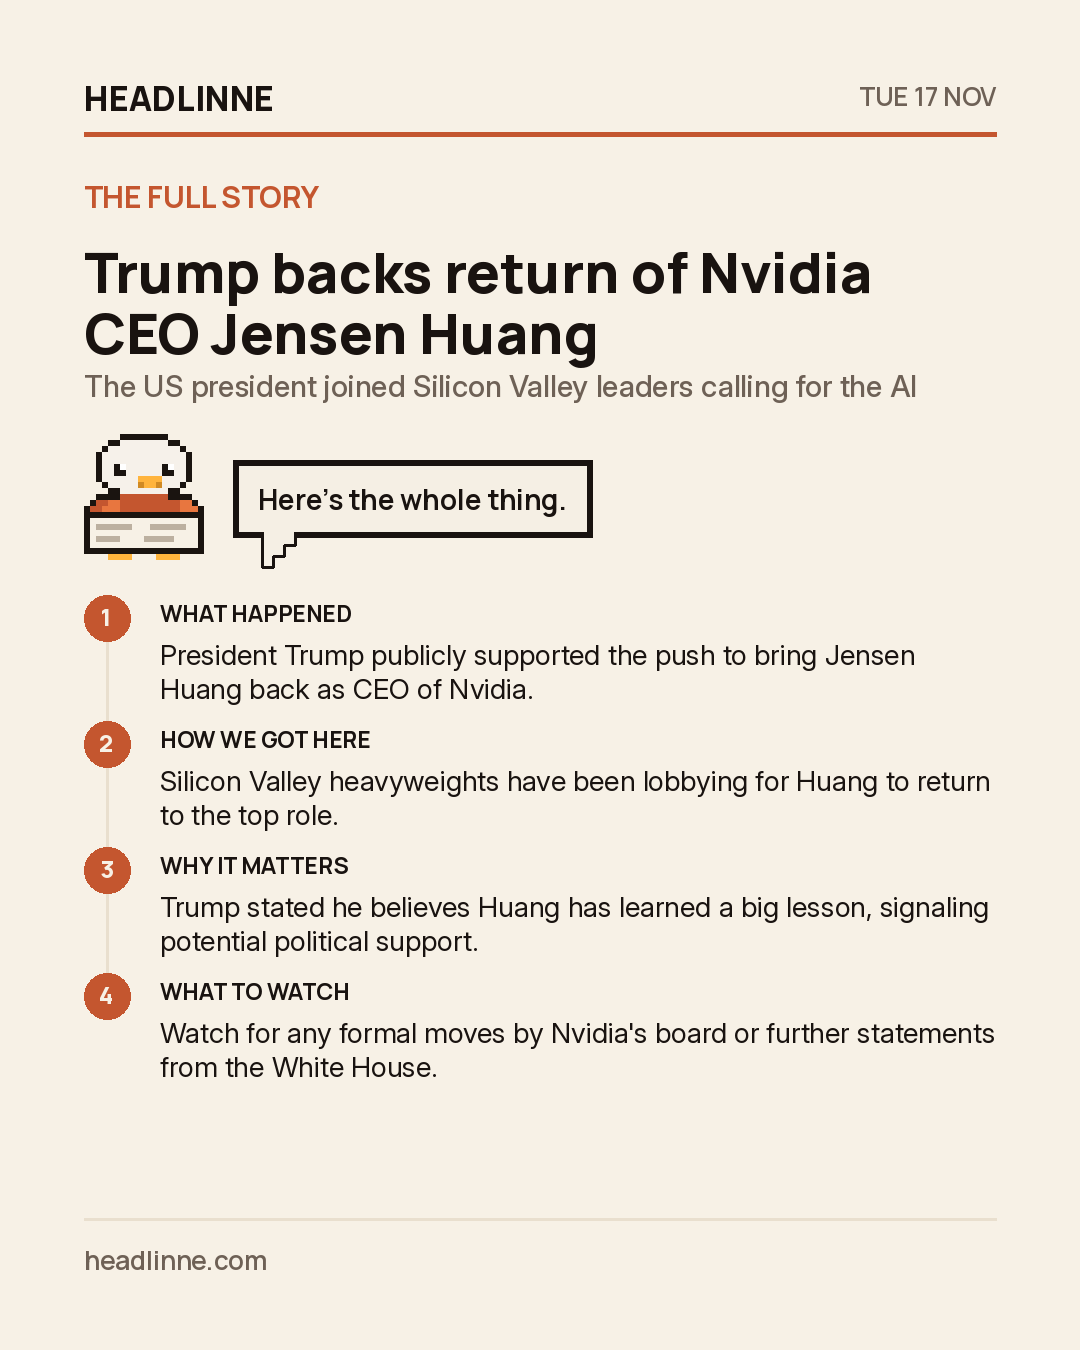 HEADLINNE
TUE 17 NOV
THE FULL STORY
Trump backs return of Nvidia
CEO Jensen Huang
The US president joined Silicon Valley leaders calling for the AI
Here’s the whole thing.
1
WHAT HAPPENED
President Trump publicly supported the push to bring Jensen
Huang back as CEO of Nvidia.
2
HOW WE GOT HERE
Silicon Valley heavyweights have been lobbying for Huang to return
to the top role.
3
WHY IT MATTERS
Trump stated he believes Huang has learned a big lesson, signaling
potential political support.
4
WHAT TO WATCH
Watch for any formal moves by Nvidia's board or further statements
from the White House.
headlinne.com